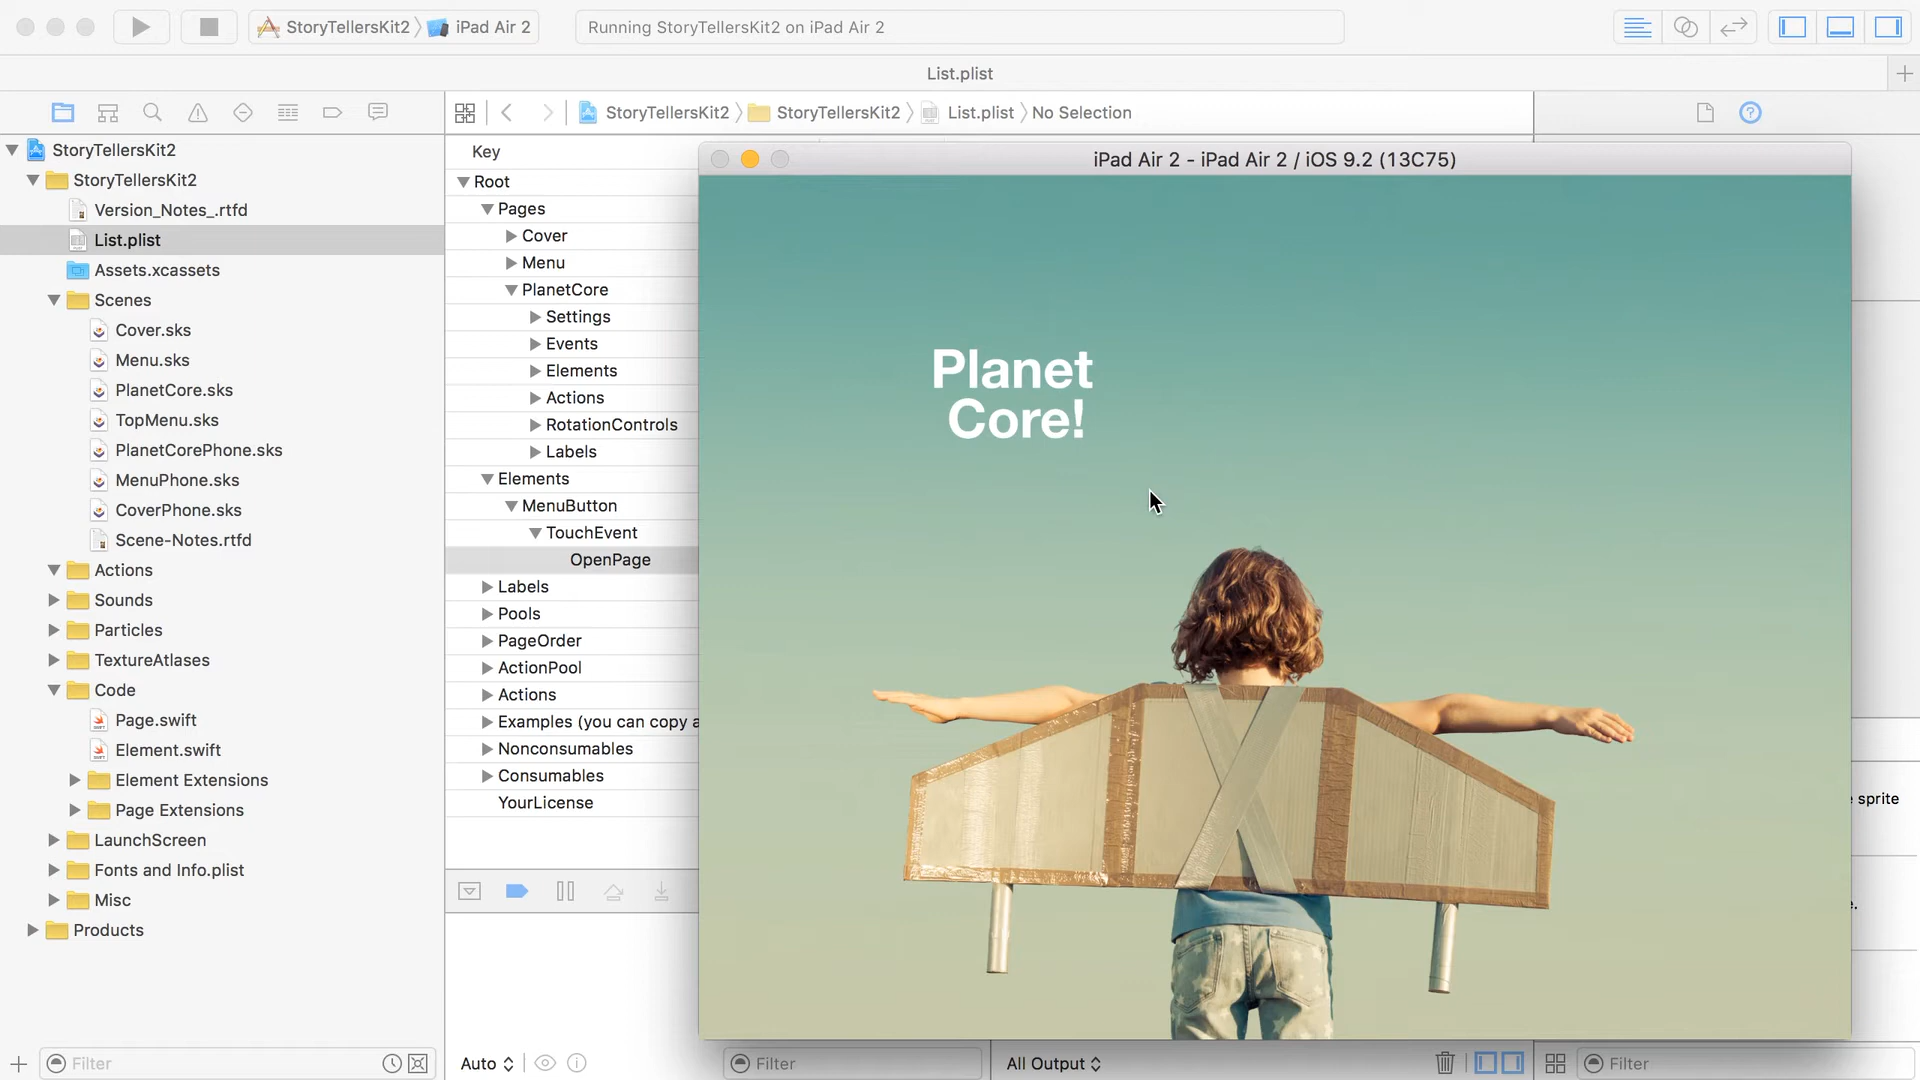 StoryTellersKit2 iPad Air 2
Running StoryTellersKit2 on iPad Air 2
List.plist
StoryTellersKit2 StoryTellersKit2 List.plist No Selection
StoryTellersKit2
StoryTellersKit2
Version_Notes_.rtfd
List.plist
Assets.xcassets
Scenes
Cover.sks
Menu.sks
PlanetCore.sks
TopMenu.sks
PlanetCorePhone.sks
MenuPhone.sks
CoverPhone.sks
Scene-Notes.rtfd
Actions
Sounds
Particles
TextureAtlases
Code
Page.swift
Element.swift
Element Extensions
Page Extensions
LaunchScreen
Fonts and Info.plist
Misc
Products
Filter
Key
Root
Pages
Cover
Menu
PlanetCore
Settings
Events
Elements
Actions
RotationControls
Labels
Elements
MenuButton
TouchEvent
OpenPage
Labels
Pools
PageOrder
ActionPool
Actions
Examples (you can copy a
Nonconsumables
Consumables
YourLicense
iPad Air 2 - iPad Air 2 / iOS 9.2 (13C75)
Planet
Core!
e sprite
e.
Auto
Filter
All Output
Filter